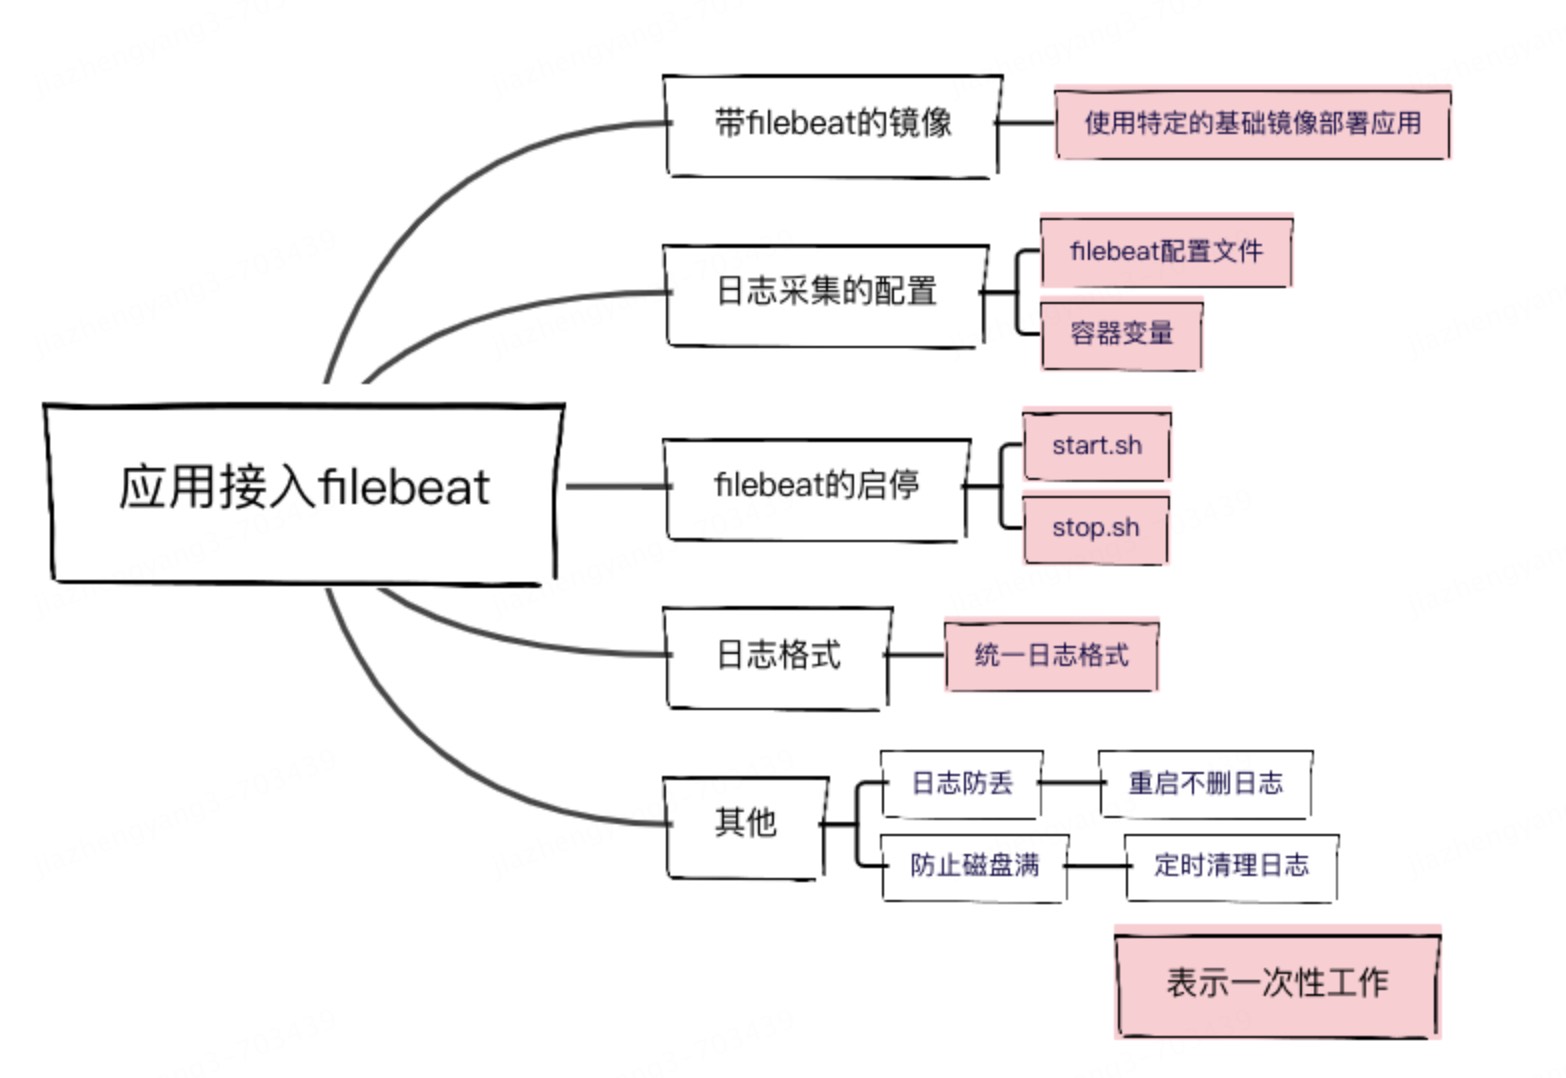 带filebeat的镜像
使用特定的基础镜像部署应用
日志采集的配置
filebeat配置文件
容器变量
应用接入filebeat
filebeat的启停
start.sh
stop.sh
日志格式
统一日志格式
其他
日志防丢
重启不删日志
防止磁盘满
定时清理日志
表示一次性工作